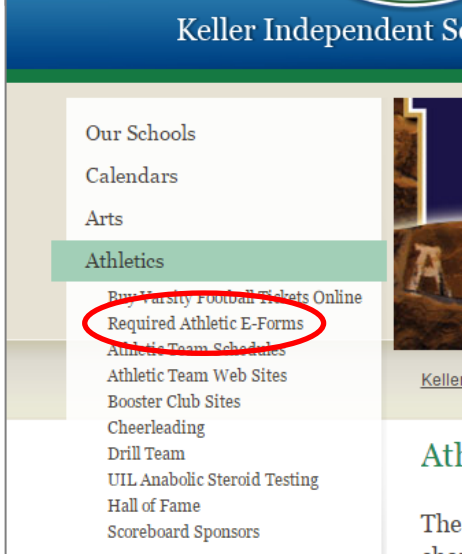 Keller Independent
Our Schools
Calendars
Arts
Athletics
Buy Varsity Football Tickets Online
Required Athletic E-Forms
Athletic Team Schedules
Athletic Team Web Sites
Booster Club Sites
Cheerleading
Drill Team
UIL Anabolic Steroid Testing
Hall of Fame
Scoreboard Sponsors
A
Keller
The